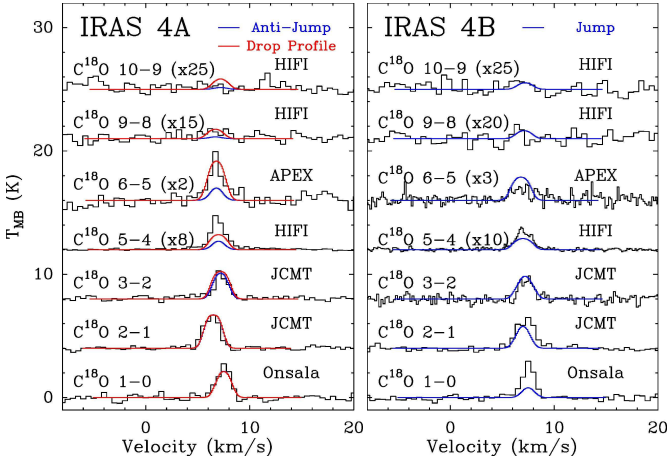 IRAS 4A
Anti-Jump
Drop Profile
C¹⁸O 10-9 (x25) HIFI
C¹⁸O 9-8 (x15) HIFI
C¹⁸O 6-5 (x2) APEX
C¹⁸O 5-4 (x8) HIFI
C¹⁸O 3-2 JCMT
C¹⁸O 2-1 JCMT
C¹⁸O 1-0 Onsala
30
20
10
0
T_MB (K)
0 10 20
Velocity (km/s)
IRAS 4B
Jump
C¹⁸O 10-9 (x25) HIFI
C¹⁸O 9-8 (x20) HIFI
C¹⁸O 6-5 (x3) APEX
C¹⁸O 5-4 (x10) HIFI
C¹⁸O 3-2 JCMT
C¹⁸O 2-1 JCMT
C¹⁸O 1-0 Onsala
0 10 20
Velocity (km/s)